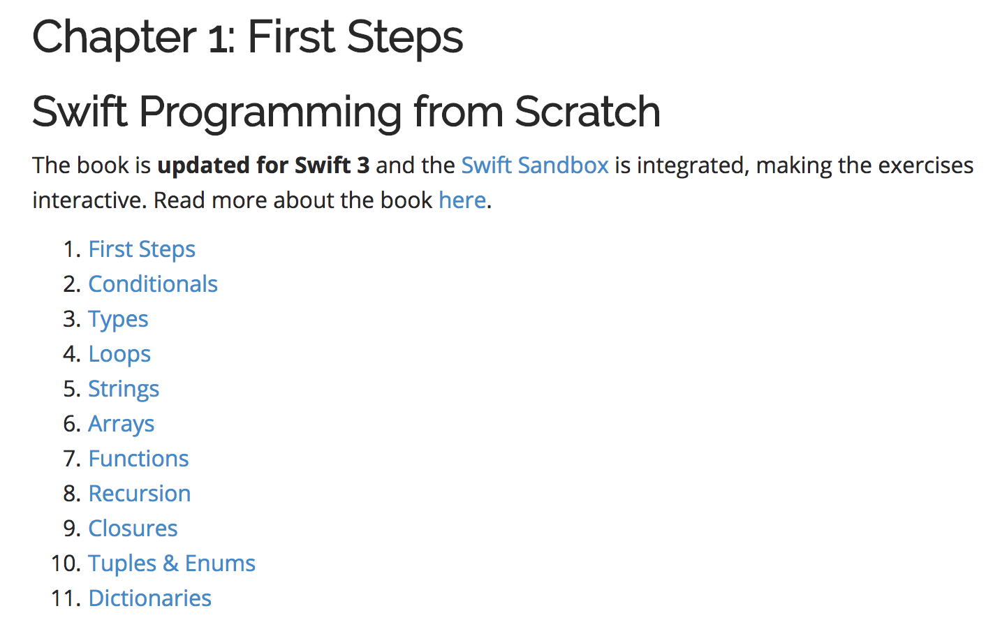 Chapter 1: First Steps
Swift Programming from Scratch
The book is updated for Swift 3 and the Swift Sandbox is integrated, making the exercises
interactive. Read more about the book here.
1. First Steps
2. Conditionals
3. Types
4. Loops
5. Strings
6. Arrays
7. Functions
8. Recursion
9. Closures
10. Tuples & Enums
11. Dictionaries